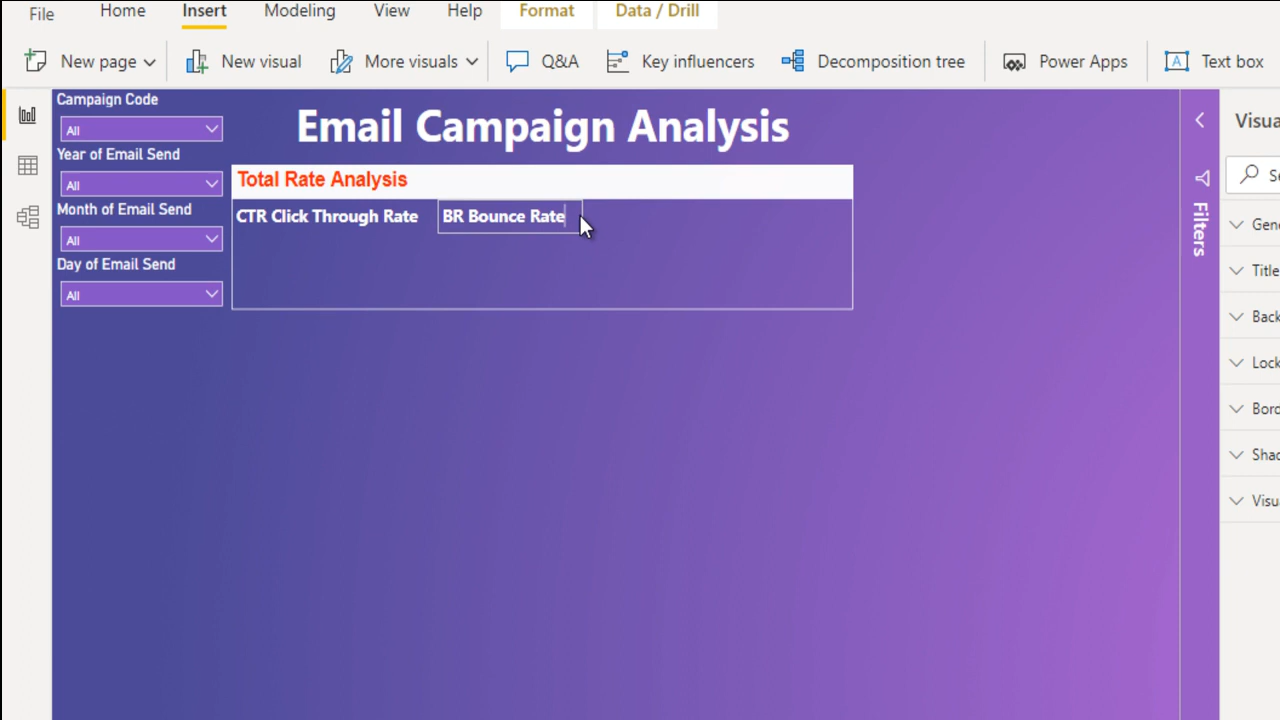 File Home Insert Modeling View Help Format Data / Drill
New page New visual More visuals Q&A Key influencers Decomposition tree Power Apps Text box
Campaign Code
All
Year of Email Send
All
Month of Email Send
All
Day of Email Send
All
Email Campaign Analysis
Total Rate Analysis
CTR Click Through Rate BR Bounce Rate
Filters